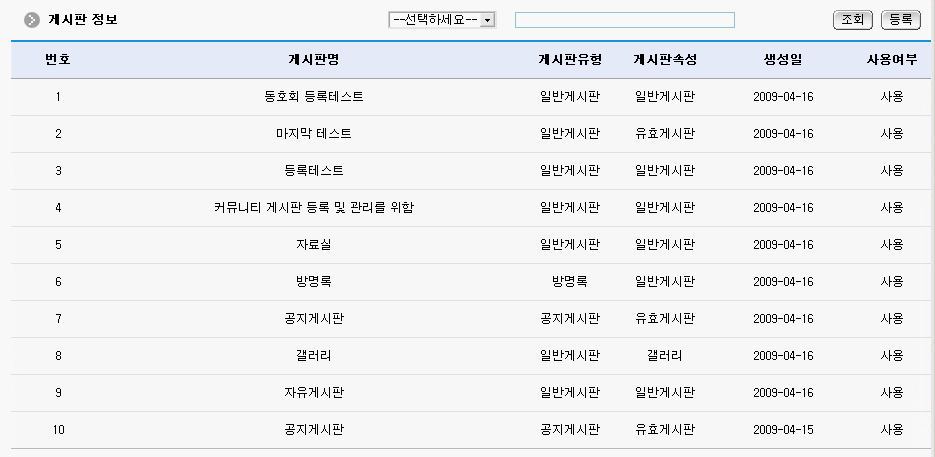 게시판 정보 --선택하세요-- 조회 등록
번호 게시판명 게시판유형 게시판속성 생성일 사용여부
1 동호회 등록테스트 일반게시판 일반게시판 2009-04-16 사용
2 마지막 테스트 일반게시판 유효게시판 2009-04-16 사용
3 등록테스트 일반게시판 일반게시판 2009-04-16 사용
4 커뮤니티 게시판 등록 및 관리를 위함 일반게시판 일반게시판 2009-04-16 사용
5 자료실 일반게시판 일반게시판 2009-04-16 사용
6 방명록 방명록 일반게시판 2009-04-16 사용
7 공지게시판 공지게시판 유효게시판 2009-04-16 사용
8 갤러리 일반게시판 갤러리 2009-04-16 사용
9 자유게시판 일반게시판 일반게시판 2009-04-16 사용
10 공지게시판 공지게시판 유효게시판 2009-04-15 사용